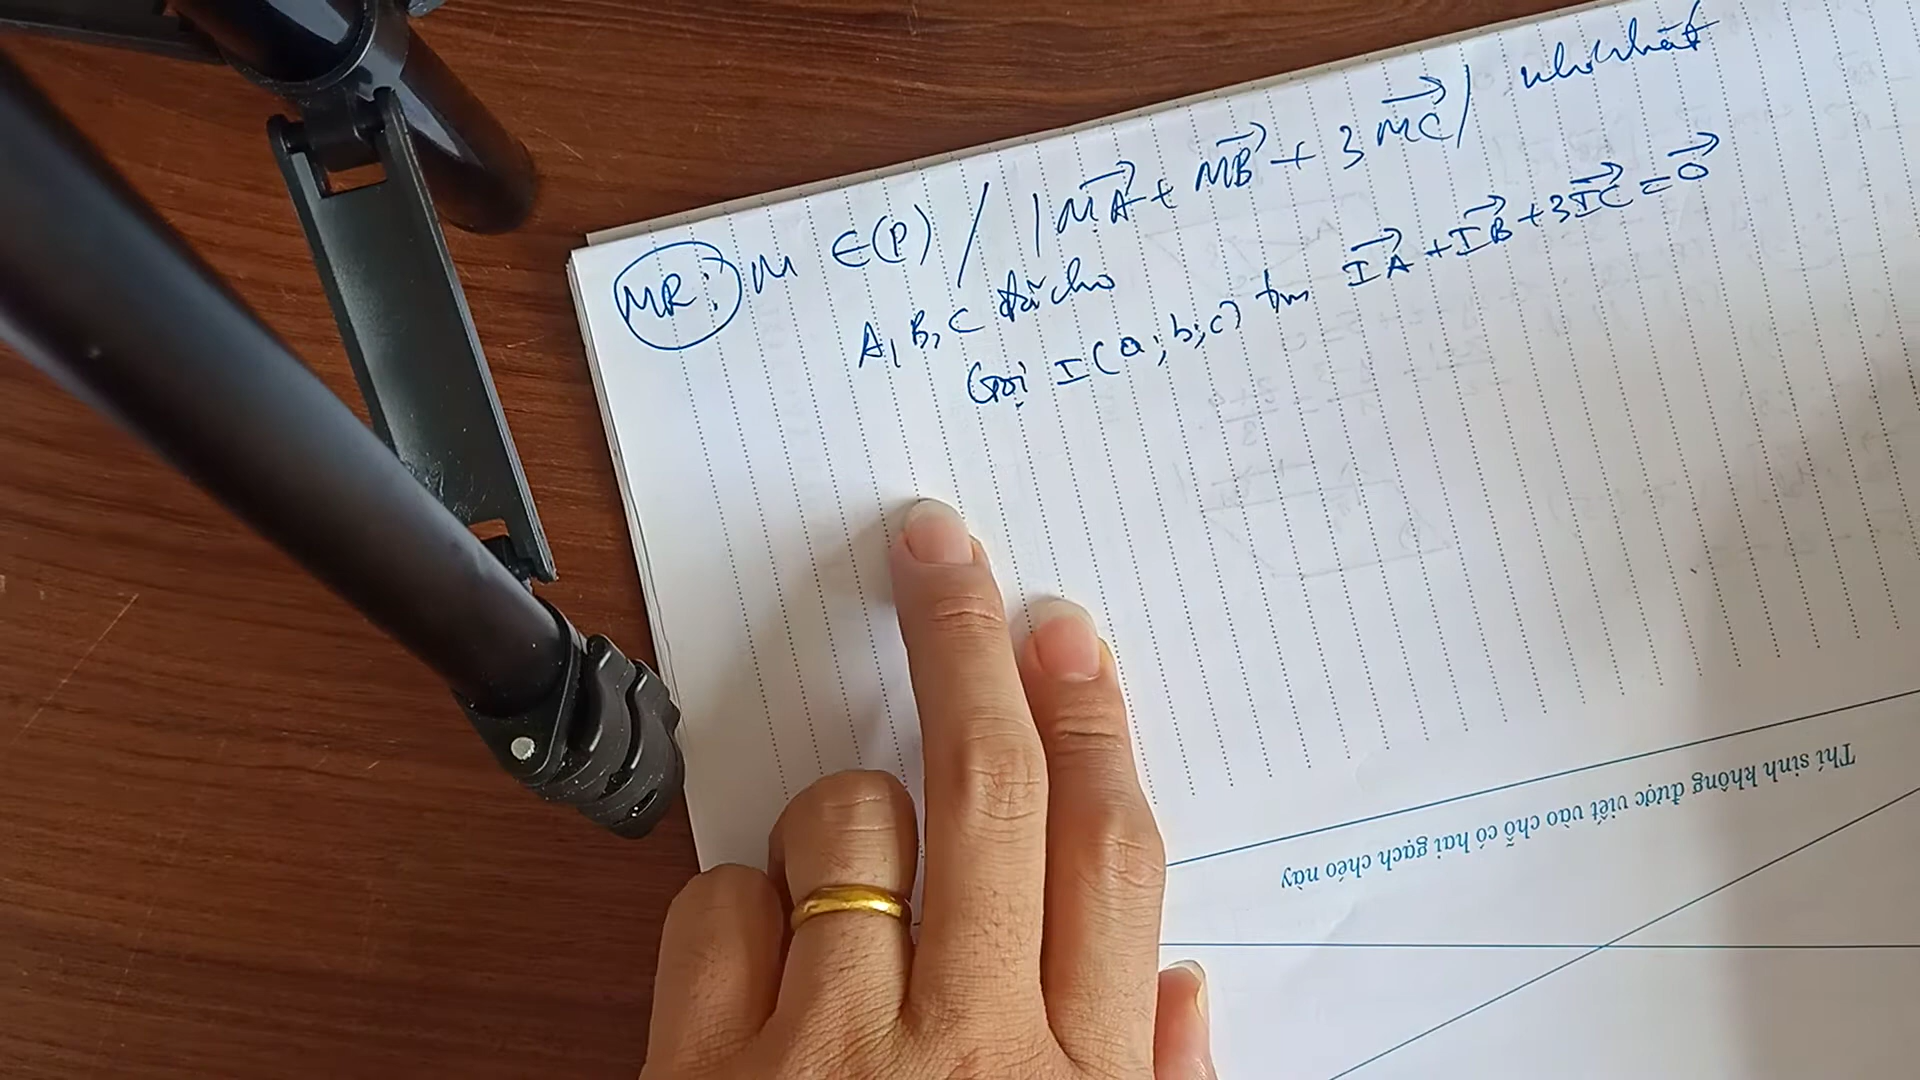 MR: M ∈ (P) / |MA→ + MB→ + 3MC→| nhỏ nhất
A, B, C đã cho
Gọi I(a; b; c) tm IA→ + IB→ + 3IC→ = 0→
Thí sinh không được viết vào chỗ có hai gạch chéo này